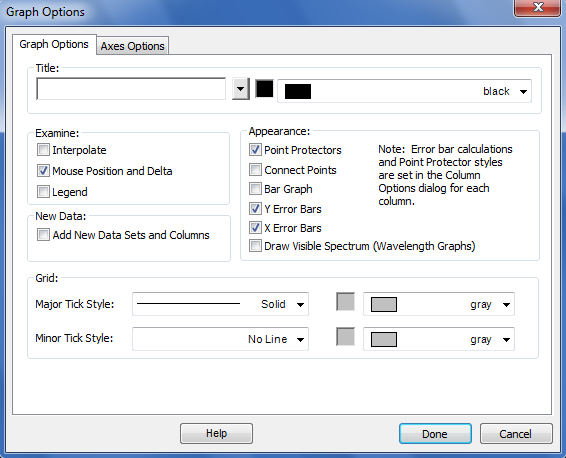 Graph Options
Graph Options
Axes Options
Title:
black
Examine:
Interpolate
Mouse Position and Delta
Legend
New Data:
Add New Data Sets and Columns
Appearance:
Point Protectors
Connect Points
Bar Graph
Y Error Bars
X Error Bars
Draw Visible Spectrum (Wavelength Graphs)
Note: Error bar calculations
and Point Protector styles
are set in the Column
Options dialog for each
column.
Grid:
Major Tick Style:
Solid
gray
Minor Tick Style:
No Line
gray
Help
Done
Cancel